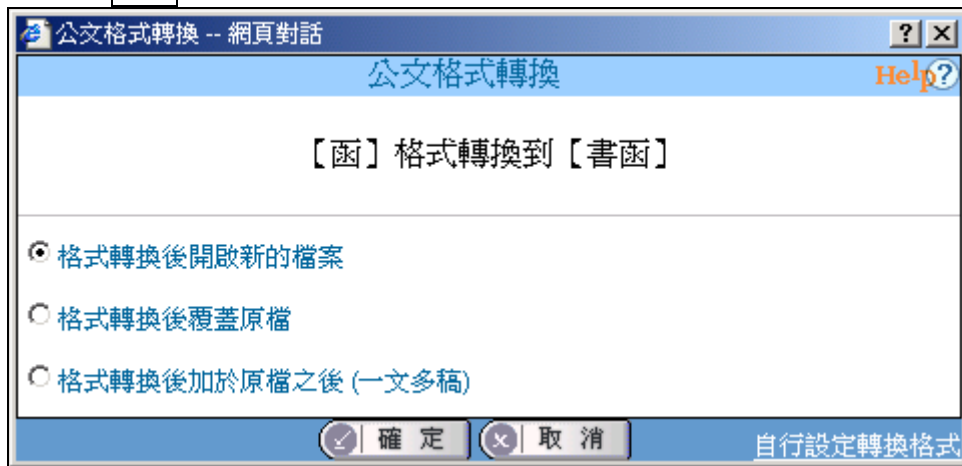 公文格式轉換 -- 網頁對話
公文格式轉換 Help?
【函】格式轉換到【書函】
格式轉換後開啟新的檔案
格式轉換後覆蓋原檔
格式轉換後加於原檔之後 (一文多稿)
確 定 取 消 自行設定轉換格式